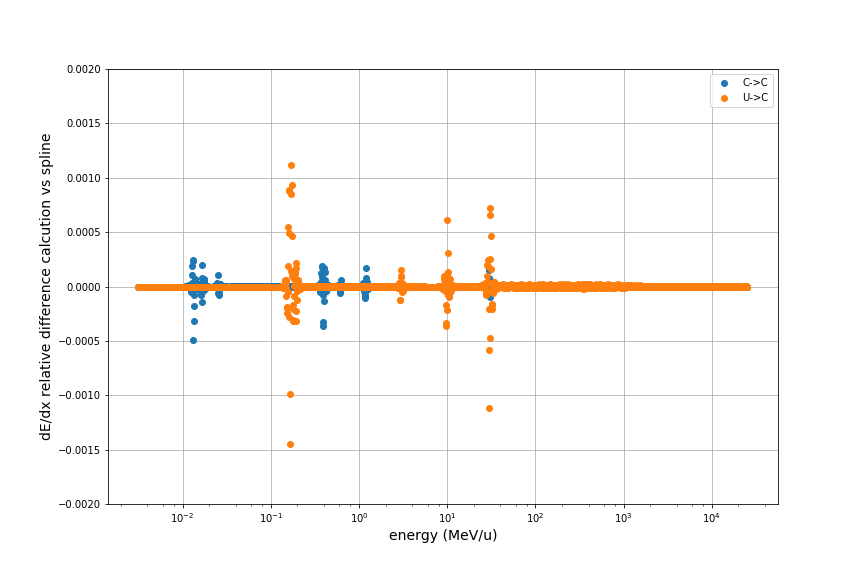 0.0020
0.0015
0.0010
0.0005
0.0000
−0.0005
−0.0010
−0.0015
−0.0020
dE/dx relative difference calcution vs spline
C->C
U->C
10−2 10−1 100 101 102 103 104
energy (MeV/u)